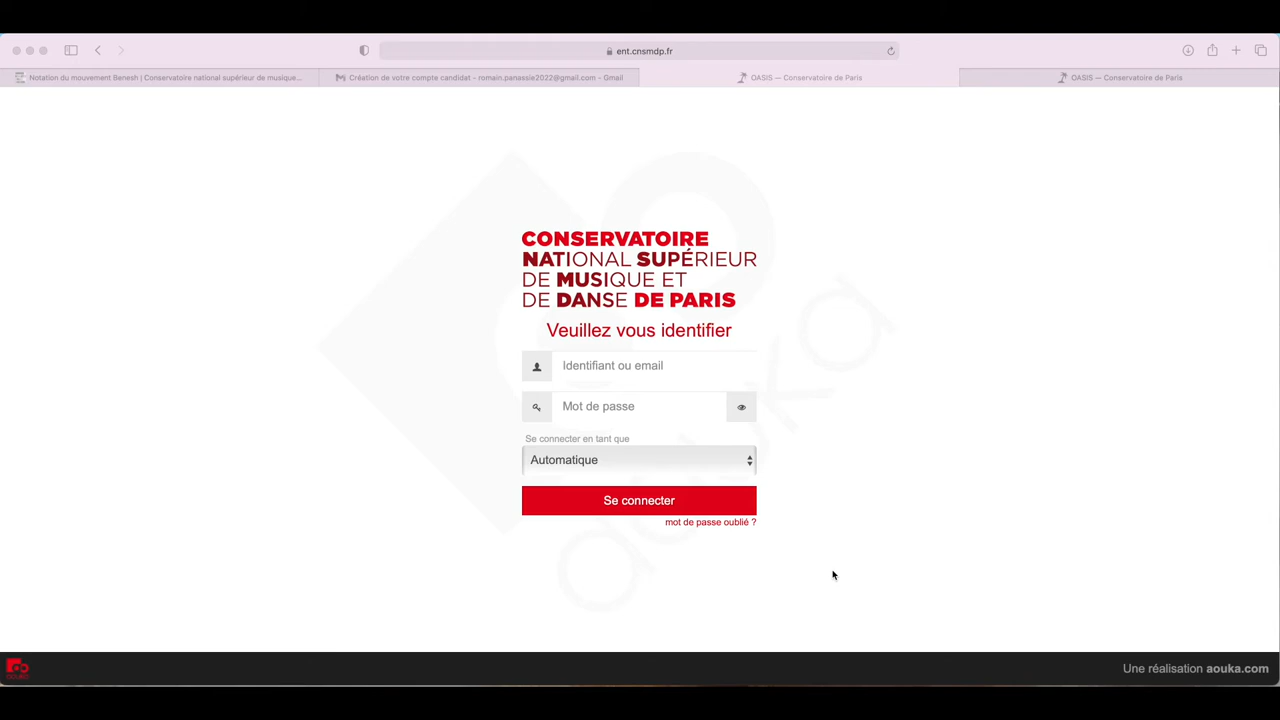 ent.cnsmdp.fr
Notation du mouvement Benesh | Conservatoire national supérieur de musique...
Création de votre compte candidat - romain.panassie2022@gmail.com - Gmail
OASIS — Conservatoire de Paris
OASIS — Conservatoire de Paris
CONSERVATOIRE
NATIONAL SUPÉRIEUR
DE MUSIQUE ET
DE DANSE DE PARIS
Veuillez vous identifier
Identifiant ou email
Mot de passe
Se connecter en tant que
Automatique
Se connecter
mot de passe oublié ?
aouka
aouka
Une réalisation aouka.com